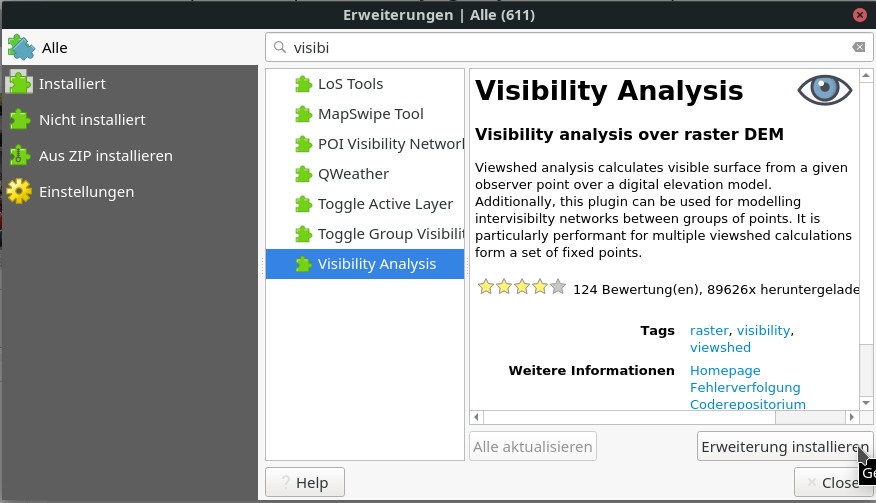 Erweiterungen | Alle (611)
Alle
Installiert
Nicht installiert
Aus ZIP installieren
Einstellungen
visibi
LoS Tools
MapSwipe Tool
POI Visibility Networ
QWeather
Toggle Active Layer
Toggle Group Visibilit
Visibility Analysis
Visibility Analysis
Visibility analysis over raster DEM
Viewshed analysis calculates visible surface from a given
observer point over a digital elevation model.
Additionally, this plugin can be used for modelling
intervisibilty networks between groups of points. It is
particularly performant for multiple viewshed calculations
form a set of fixed points.
124 Bewertung(en), 89626x heruntergelade
Tags raster, visibility,
viewshed
Weitere Informationen Homepage
Fehlerverfolgung
Coderepositorium
Alle aktualisieren
Erweiterung installieren
Ge
? Help
Close